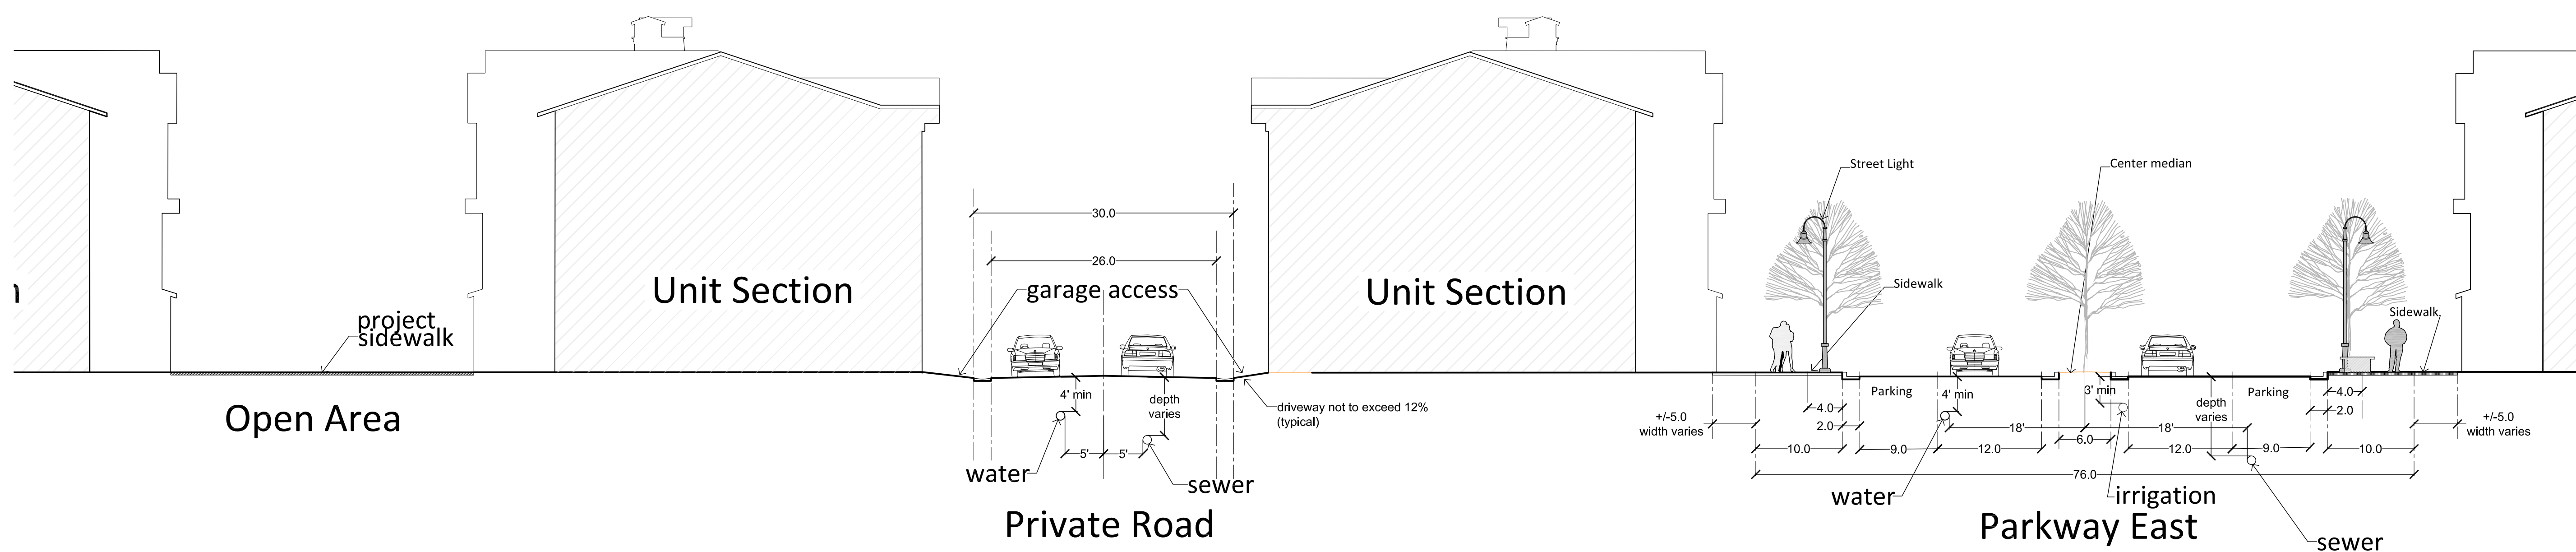 n
project
sidewalk
Open Area
Unit Section
30.0
26.0
garage access
4' min
depth
varies
5'
5'
water
sewer
Private Road
driveway not to exceed 12%
(typical)
Unit Section
Street Light
Center median
Sidewalk
Sidewalk
Parking
4' min
3' min
depth
varies
Parking
4.0
2.0
4.0
2.0
+/-5.0
width varies
18'
18'
6.0
+/-5.0
width varies
10.0
9.0
12.0
12.0
9.0
10.0
76.0
water
irrigation
Parkway East
sewer